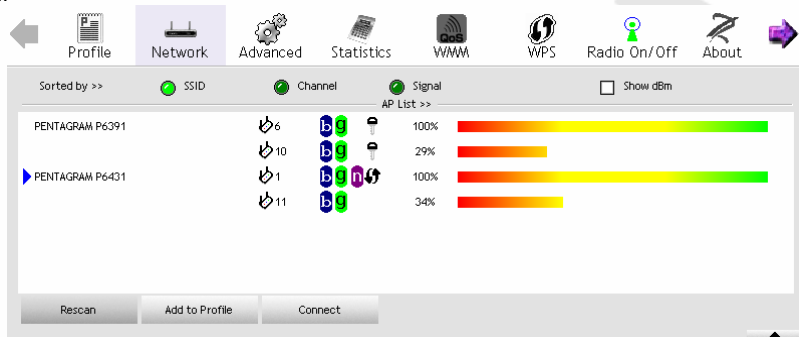 Profile Network Advanced Statistics QoS WMM WPS Radio On/Off About
Sorted by >> SSID Channel Signal Show dBm
AP List >>
PENTAGRAM P6391 6 b g 100%
10 b g 29%
PENTAGRAM P6431 1 b g n 100%
11 b g 34%
Rescan Add to Profile Connect